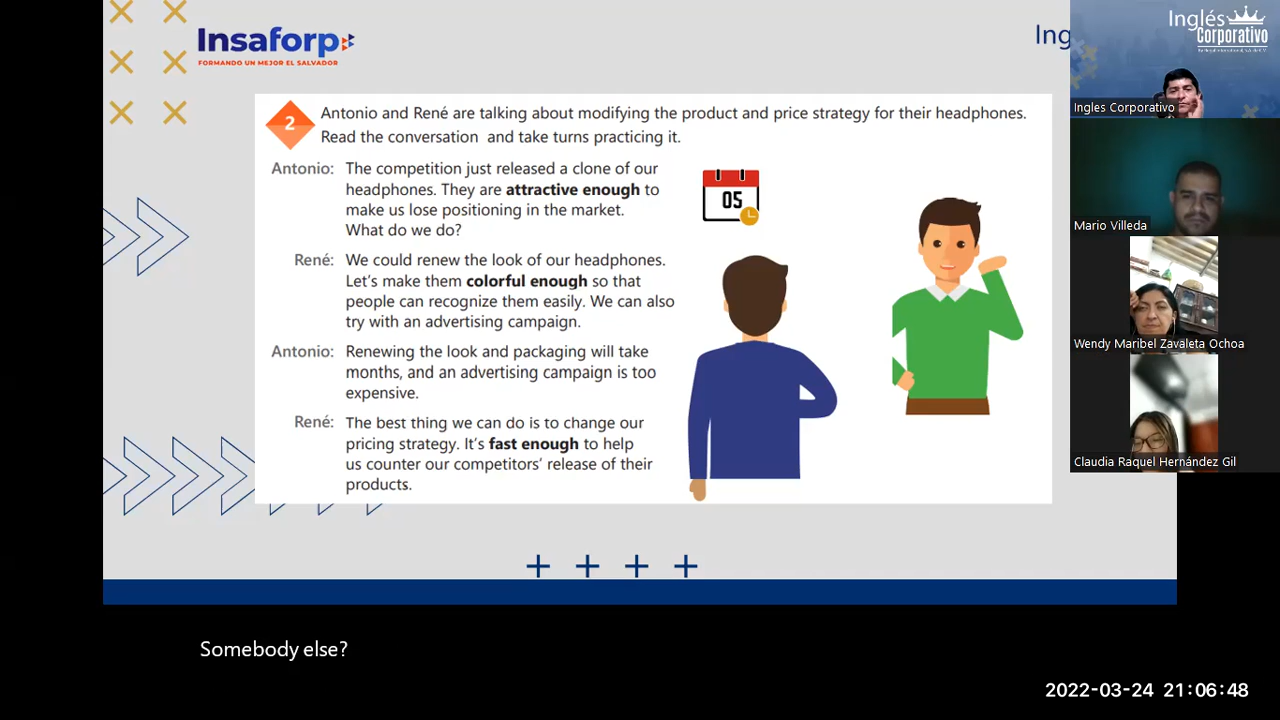 Insaforp
FORMANDO UN MEJOR EL SALVADOR
Ing
Inglés
Corporativo
Ingles Corporativo
Mario Villeda
Wendy Maribel Zavaleta Ochoa
Claudia Raquel Hernández Gil
2
Antonio and René are talking about modifying the product and price strategy for their headphones.
Read the conversation and take turns practicing it.
Antonio: The competition just released a clone of our
headphones. They are attractive enough to
make us lose positioning in the market.
What do we do?
05
René: We could renew the look of our headphones.
Let's make them colorful enough so that
people can recognize them easily. We can also
try with an advertising campaign.
Antonio: Renewing the look and packaging will take
months, and an advertising campaign is too
expensive.
René: The best thing we can do is to change our
pricing strategy. It's fast enough to help
us counter our competitors' release of their
products.
Somebody else?
2022-03-24 21:06:48